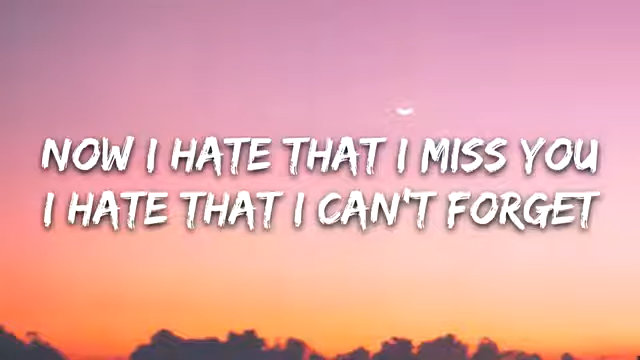 NOW I HATE THAT I MISS YOU
I HATE THAT I CAN'T FORGET